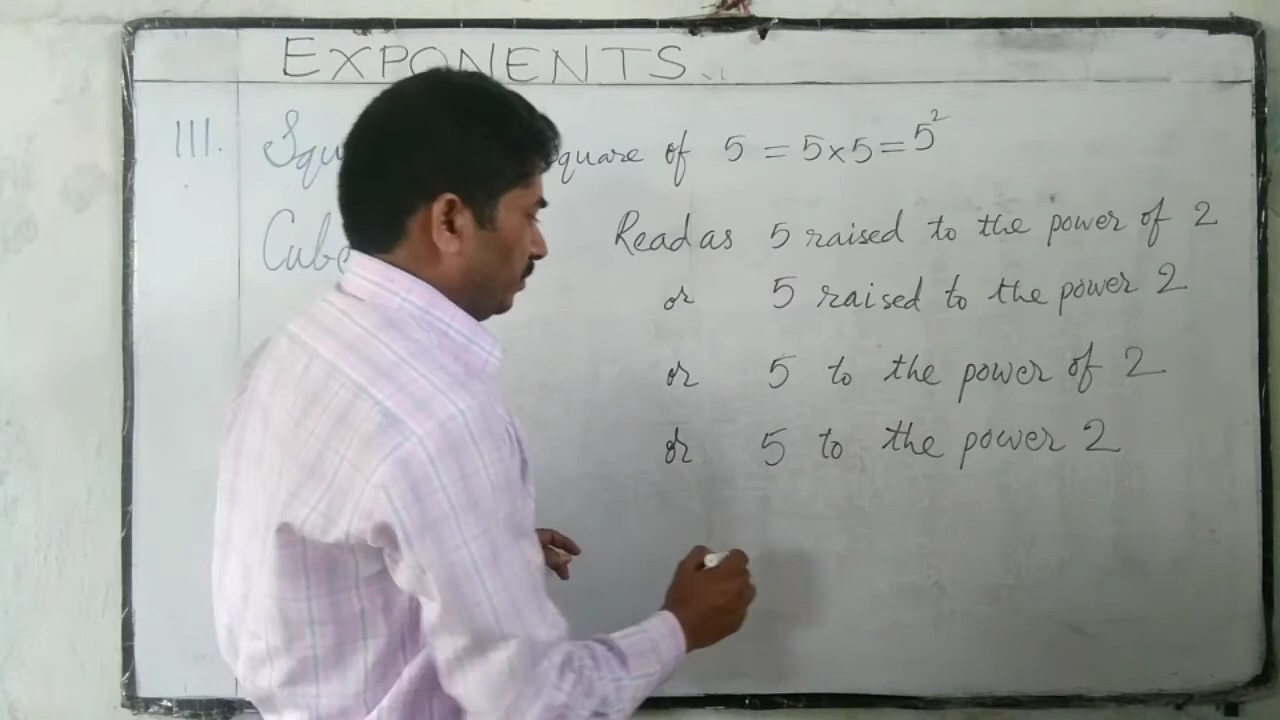 EXPONENTS
III. Squ quare of 5 = 5×5 = 5²
Cube Read as 5 raised to the power of 2
or 5 raised to the power 2
or 5 to the power of 2
or 5 to the power 2